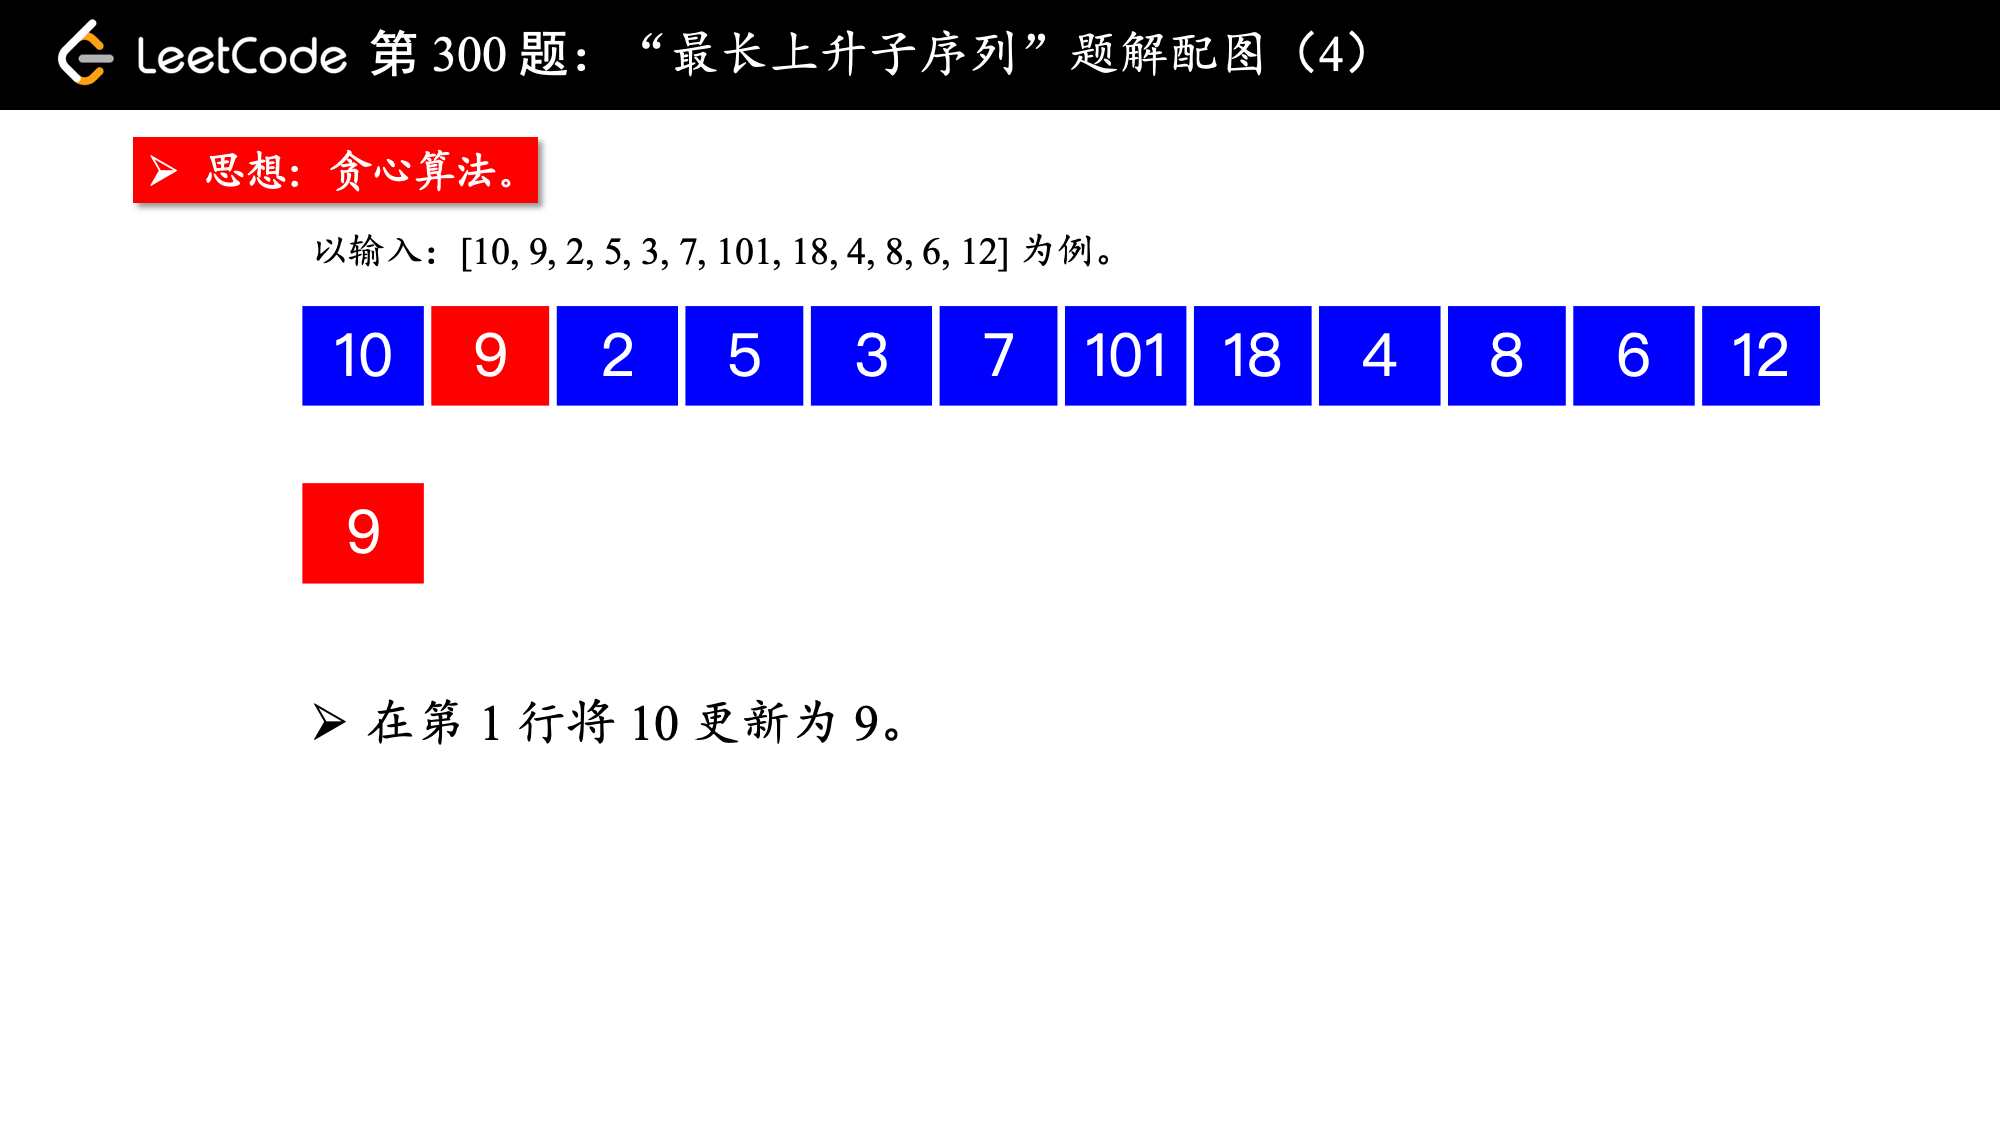 LeetCode 第 300 题：“最长上升子序列”题解配图（4）
➢ 思想：贪心算法。
以输入：[10, 9, 2, 5, 3, 7, 101, 18, 4, 8, 6, 12] 为例。
10 9 2 5 3 7 101 18 4 8 6 12
9
➢ 在第 1 行将 10 更新为 9。